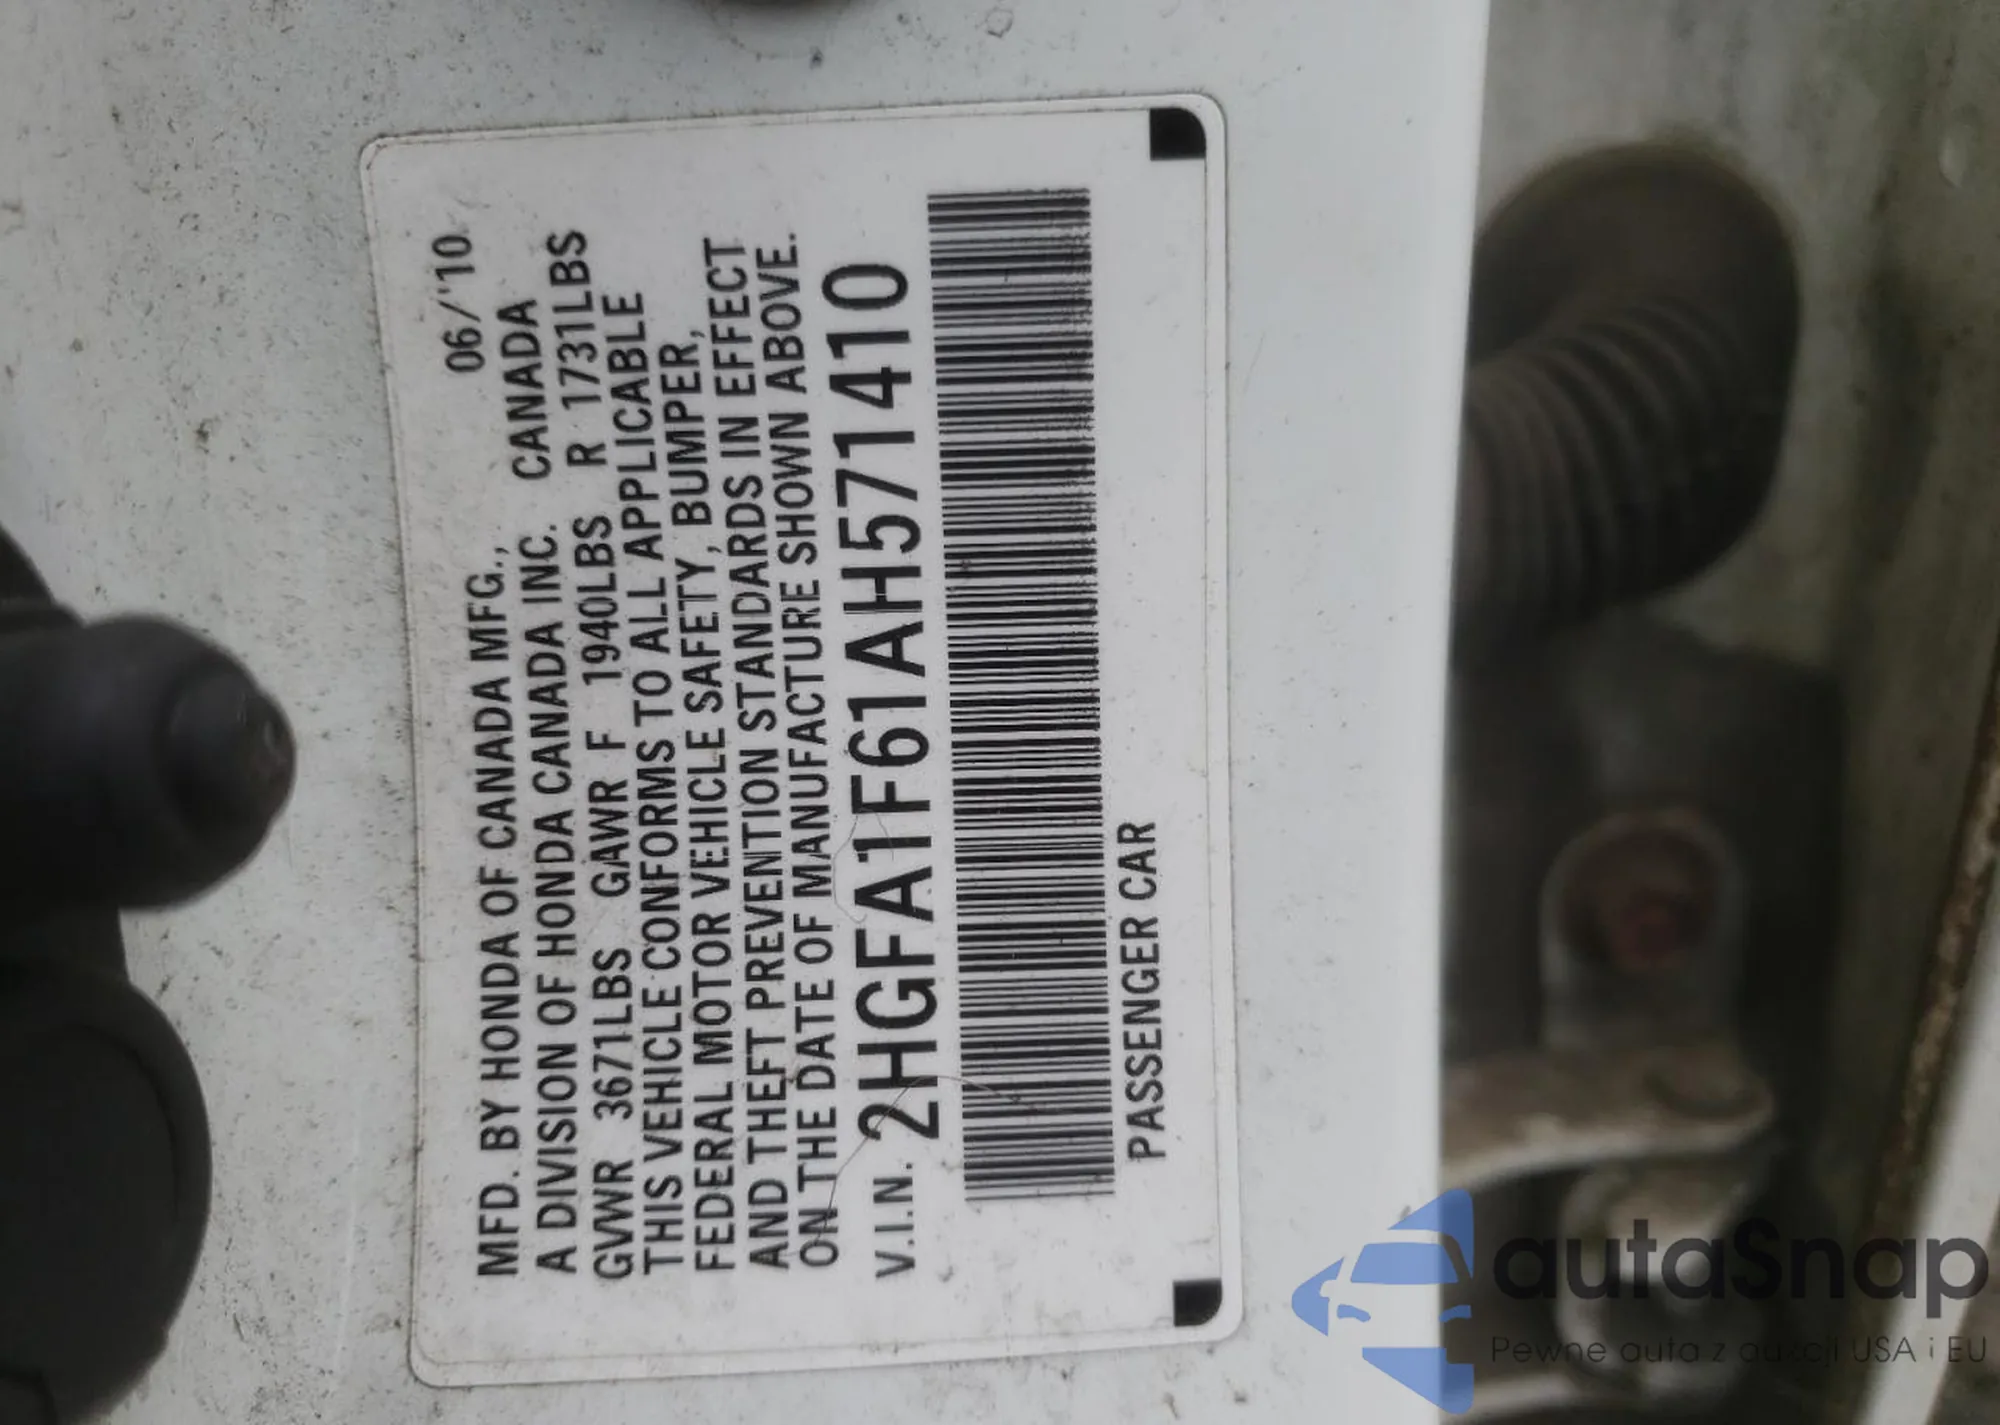 MFD. BY HONDA OF CANADA MFG., 06/'10
A DIVISION OF HONDA CANADA INC. CANADA
GVWR 3671LBS GAWR F 1940LBS R 1731LBS
THIS VEHICLE CONFORMS TO ALL APPLICABLE
FEDERAL MOTOR VEHICLE SAFETY, BUMPER,
AND THEFT PREVENTION STANDARDS IN EFFECT
ON THE DATE OF MANUFACTURE SHOWN ABOVE.
V.I.N. 2HGFA1F61AH571410
PASSENGER CAR
autaSnap
Pewne auta z aukcji USA i EU